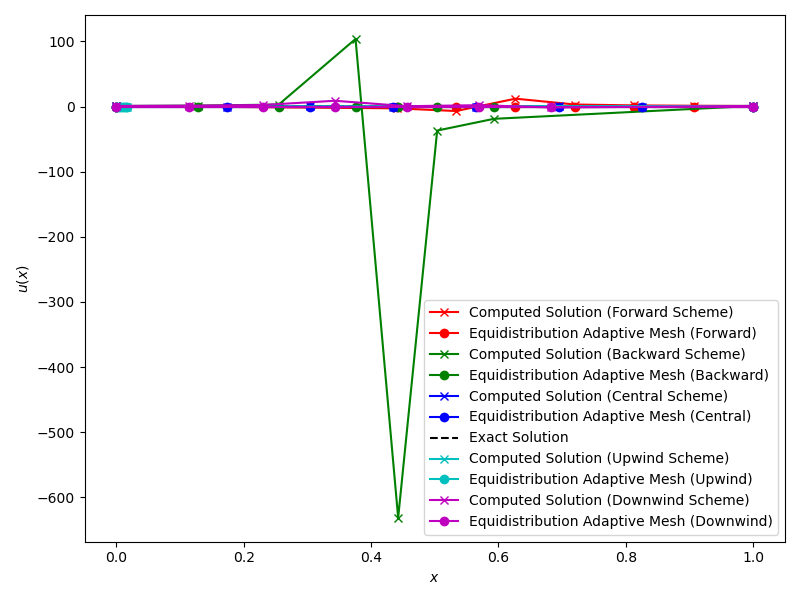 100
0
−100
−200
−300
−400
−500
−600
u(x)
0.0
0.2
0.4
0.6
0.8
1.0
x
Computed Solution (Forward Scheme)
Equidistribution Adaptive Mesh (Forward)
Computed Solution (Backward Scheme)
Equidistribution Adaptive Mesh (Backward)
Computed Solution (Central Scheme)
Equidistribution Adaptive Mesh (Central)
Exact Solution
Computed Solution (Upwind Scheme)
Equidistribution Adaptive Mesh (Upwind)
Computed Solution (Downwind Scheme)
Equidistribution Adaptive Mesh (Downwind)